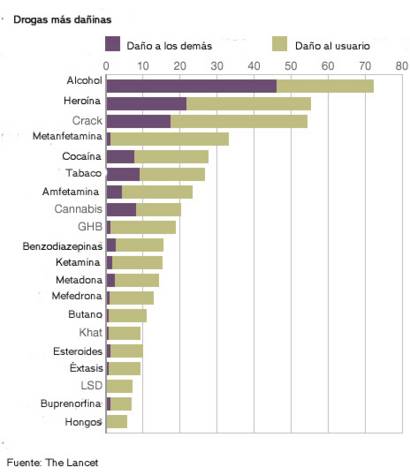 Drogas más dañinas
Daño a los demás
Daño al usuario
0 10 20 30 40 50 60 70 80
Alcohol
Heroína
Crack
Metanfetamina
Cocaína
Tabaco
Amfetamina
Cannabis
GHB
Benzodiazepinas
Ketamina
Metadona
Mefedrona
Butano
Khat
Esteroides
Éxtasis
LSD
Buprenorfina
Hongos
Fuente: The Lancet